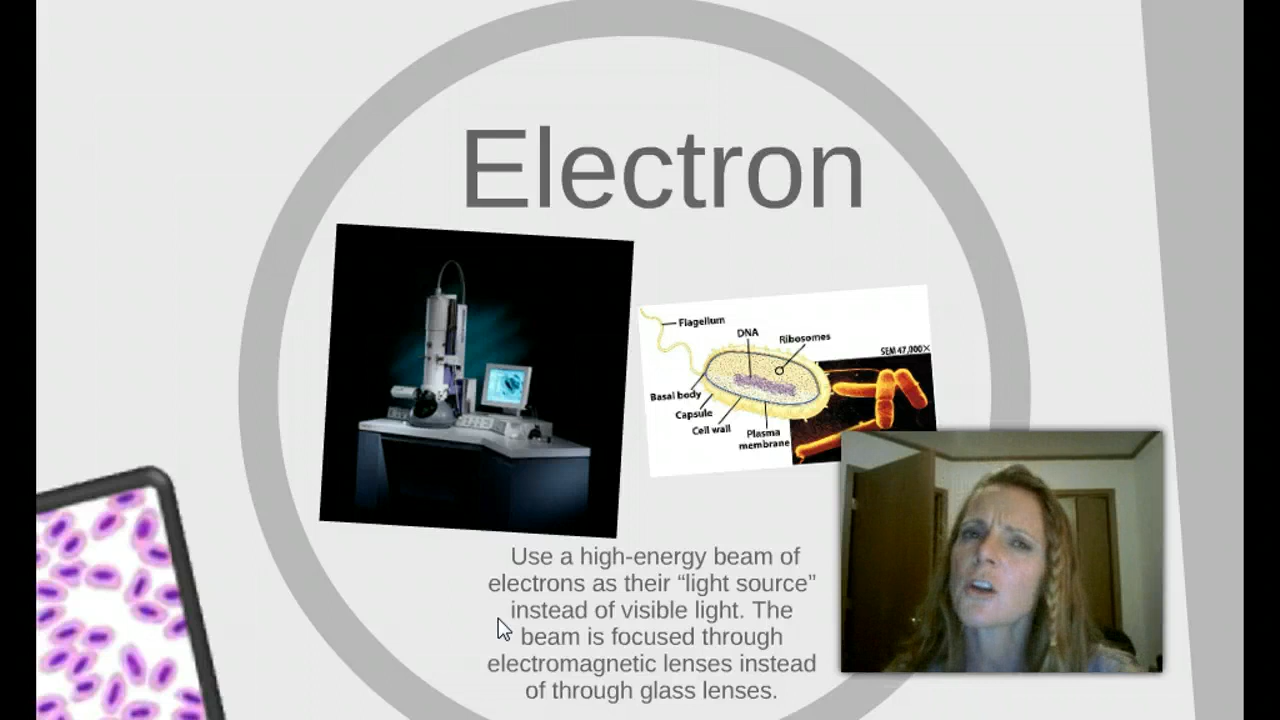 Electron
Flagellum
DNA
Ribosomes
SEM 47,000×
Basal body
Capsule
Cell wall
Plasma
membrane
Use a high-energy beam of
electrons as their “light source”
instead of visible light. The
beam is focused through
electromagnetic lenses instead
of through glass lenses.